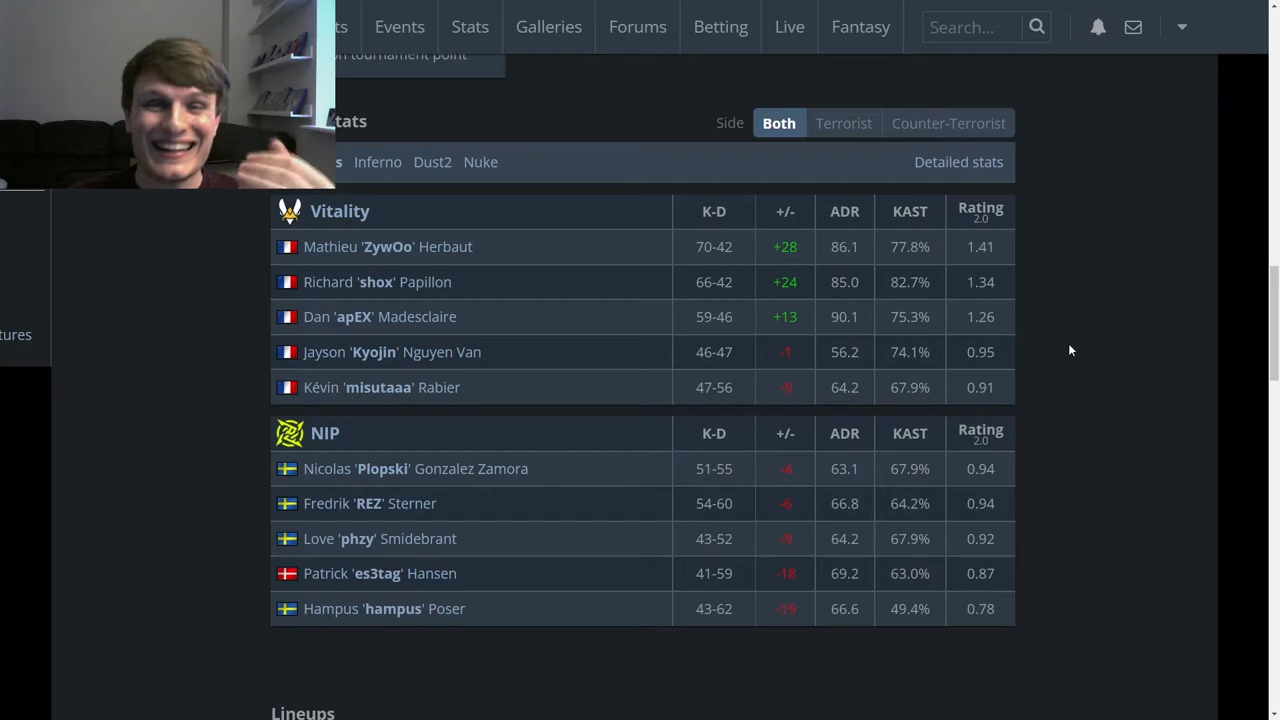 ts Events Stats Galleries Forums Betting Live Fantasy Search...
on tournament point
tats Side Both Terrorist Counter-Terrorist
s Inferno Dust2 Nuke Detailed stats
Vitality K-D +/- ADR KAST Rating 2.0
Mathieu 'ZywOo' Herbaut 70-42 +28 86.1 77.8% 1.41
Richard 'shox' Papillon 66-42 +24 85.0 82.7% 1.34
Dan 'apEX' Madesclaire 59-46 +13 90.1 75.3% 1.26
tures
Jayson 'Kyojin' Nguyen Van 46-47 -1 56.2 74.1% 0.95
Kévin 'misutaaa' Rabier 47-56 -9 64.2 67.9% 0.91
NIP K-D +/- ADR KAST Rating 2.0
Nicolas 'Plopski' Gonzalez Zamora 51-55 -4 63.1 67.9% 0.94
Fredrik 'REZ' Sterner 54-60 -6 66.8 64.2% 0.94
Love 'phzy' Smidebrant 43-52 -9 64.2 67.9% 0.92
Patrick 'es3tag' Hansen 41-59 -18 69.2 63.0% 0.87
Hampus 'hampus' Poser 43-62 -19 66.6 49.4% 0.78
Lineups